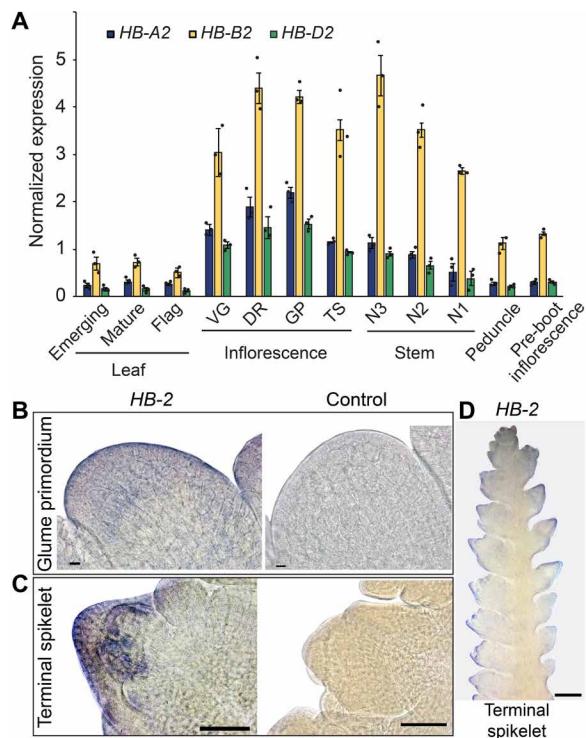 A
HB-A2 HB-B2 HB-D2
Normalized expression
5
4
3
2
1
0
Emerging Mature Flag VG DR GP TS N3 N2 N1 Peduncle Pre-boot
inflorescence
Leaf Inflorescence Stem
B HB-2 Control
Glume primordium
D HB-2
C
Terminal spikelet
Terminal
spikelet